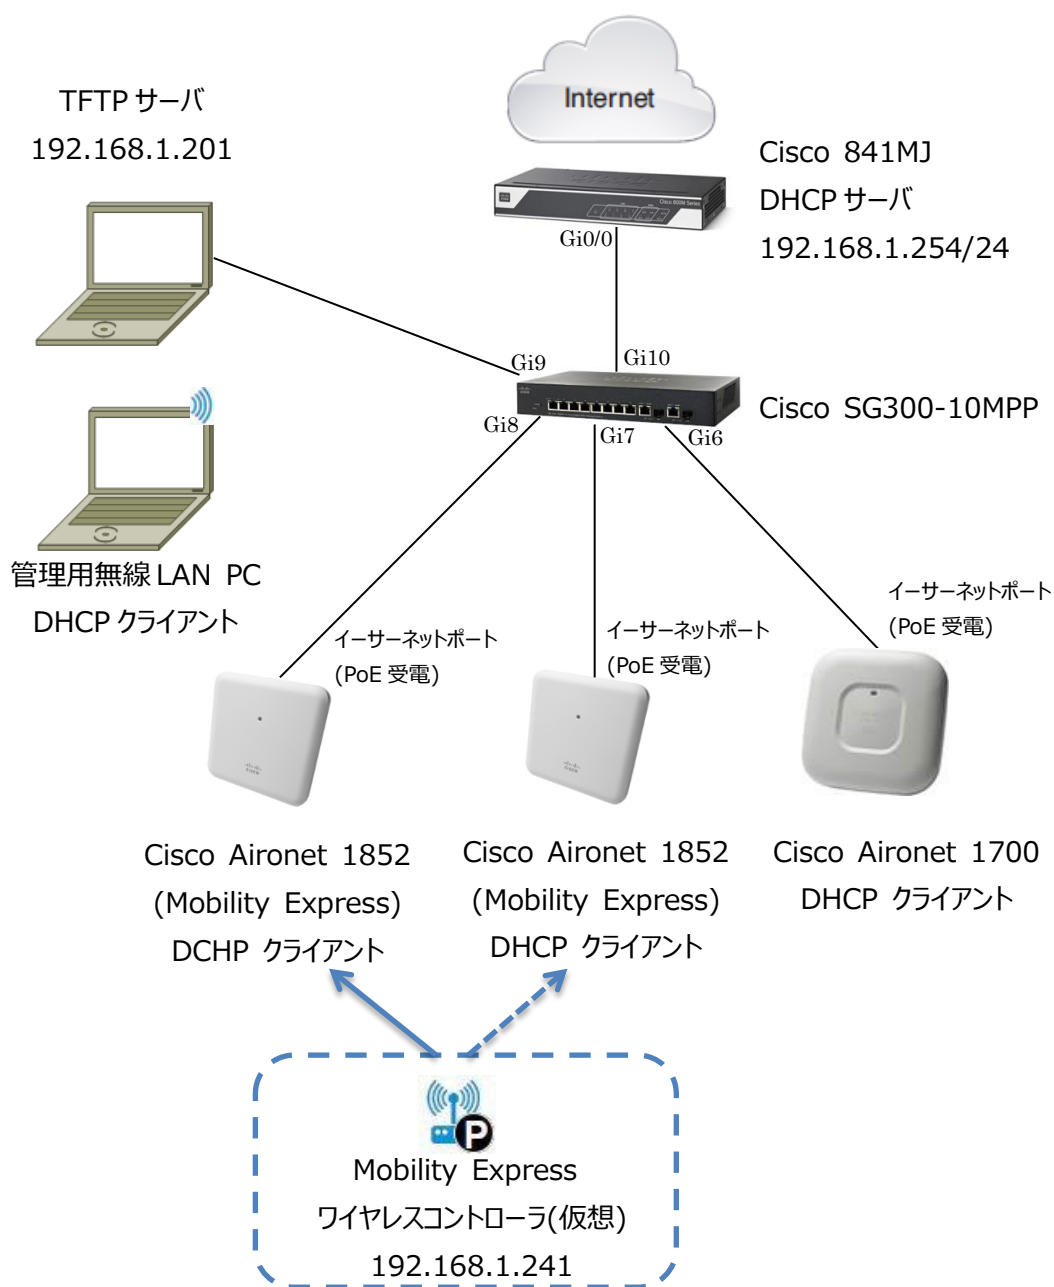 Internet
TFTP サーバ
192.168.1.201
Cisco 841MJ
DHCP サーバ
192.168.1.254/24
Cisco 800M Series
Gi0/0
Gi9
Gi10
Cisco SG300-10MPP
Gi8
Gi7
Gi6
管理用無線 LAN PC
DHCP クライアント
イーサーネットポート
(PoE 受電)
イーサーネットポート
(PoE 受電)
イーサーネットポート
(PoE 受電)
Cisco Aironet 1852
(Mobility Express)
DCHP クライアント
Cisco Aironet 1852
(Mobility Express)
DHCP クライアント
Cisco Aironet 1700
DHCP クライアント
P
Mobility Express
ワイヤレスコントローラ(仮想)
192.168.1.241